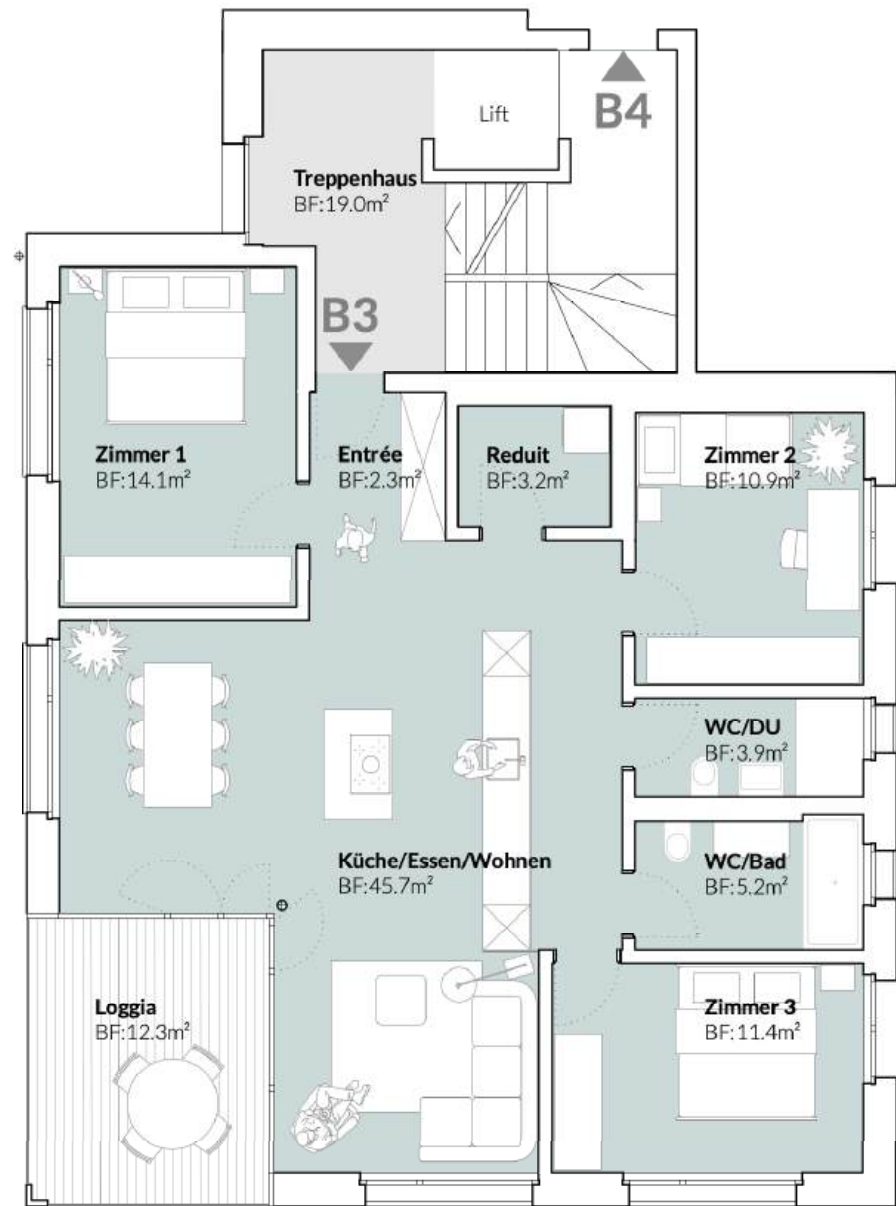 Lift
B4
Treppenhaus
BF:19.0m²
B3
Zimmer 1
BF:14.1m²
Entrée
BF:2.3m²
Reduit
BF:3.2m²
Zimmer 2
BF:10.9m²
WC/DU
BF:3.9m²
Küche/Essen/Wohnen
BF:45.7m²
WC/Bad
BF:5.2m²
Loggia
BF:12.3m²
Zimmer 3
BF:11.4m²